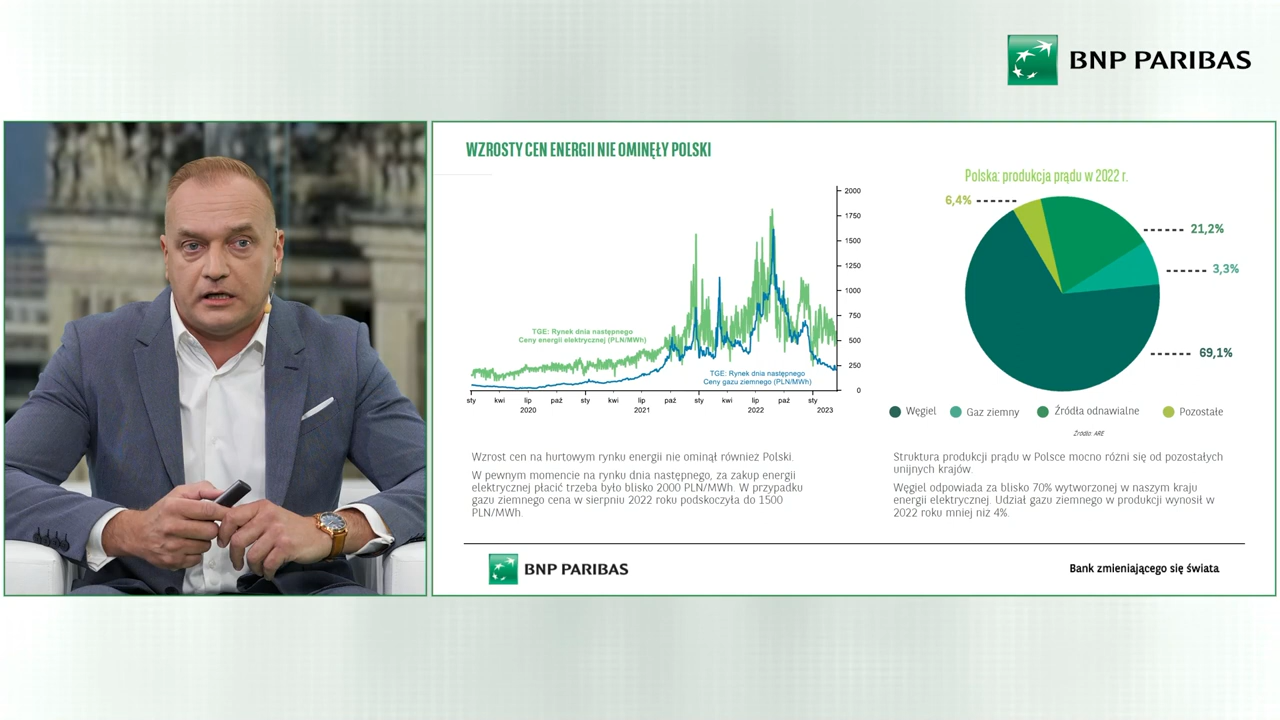 BNP PARIBAS
WZROSTY CEN ENERGII NIE OMINĘŁY POLSKI
2000
1750
1500
1250
1000
750
500
250
0
TGE: Rynek dnia następnego
Ceny energii elektrycznej (PLN/MWh)
TGE: Rynek dnia następnego
Ceny gazu ziemnego (PLN/MWh)
sty kwi lip paź sty kwi lip paź sty kwi lip paź sty
2020 2021 2022 2023
Wzrost cen na hurtowym rynku energii nie ominął również Polski.
W pewnym momencie na rynku dnia następnego, za zakup energii
elektrycznej płacić trzeba było blisko 2000 PLN/MWh. W przypadku
gazu ziemnego cena w sierpniu 2022 roku podskoczyła do 1500
PLN/MWh.
Polska: produkcja prądu w 2022 r.
6,4%
21,2%
3,3%
69,1%
Węgiel Gaz ziemny Źródła odnawialne Pozostałe
Źródło: ARE
Struktura produkcji prądu w Polsce mocno różni się od pozostałych
unijnych krajów.
Węgiel odpowiada za blisko 70% wytworzonej w naszym kraju
energii elektrycznej. Udział gazu ziemnego w produkcji wynosił w
2022 roku mniej niż 4%.
BNP PARIBAS
Bank zmieniającego się świata